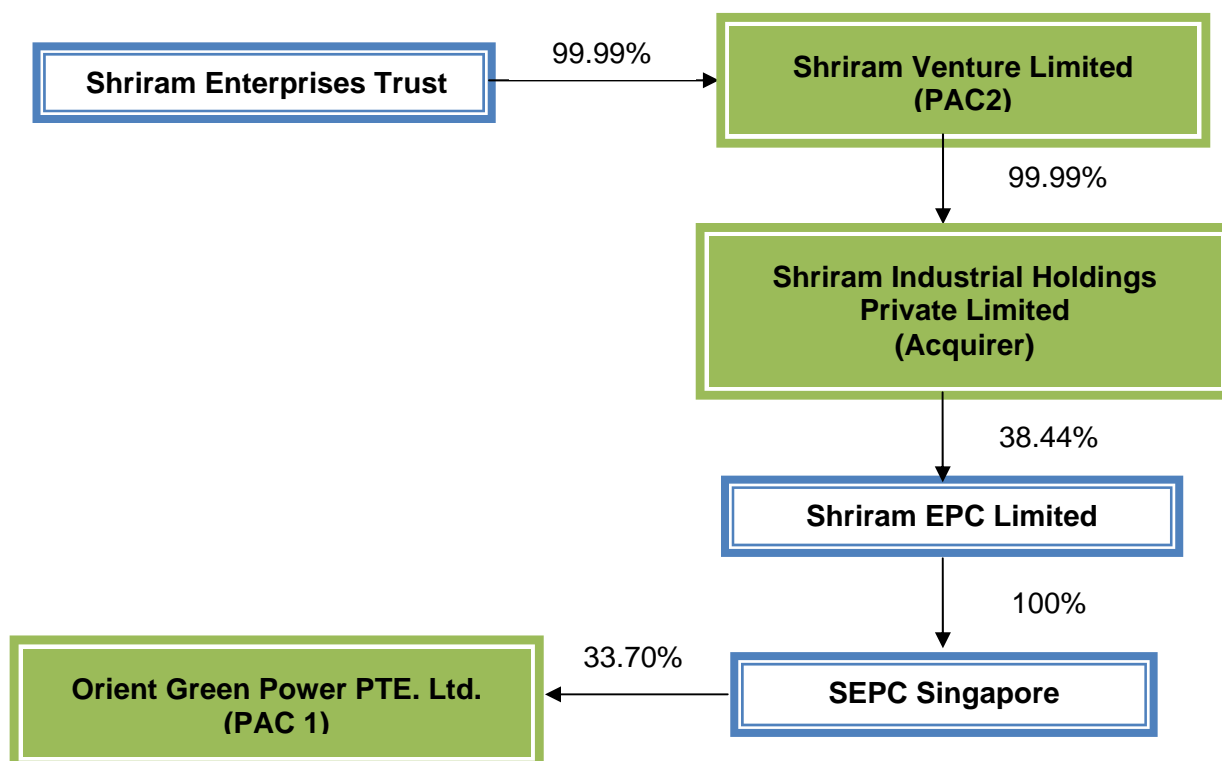 Shriram Enterprises Trust
99.99%
Shriram Venture Limited
(PAC2)
99.99%
Shriram Industrial Holdings
Private Limited
(Acquirer)
38.44%
Shriram EPC Limited
100%
SEPC Singapore
33.70%
Orient Green Power PTE. Ltd.
(PAC 1)